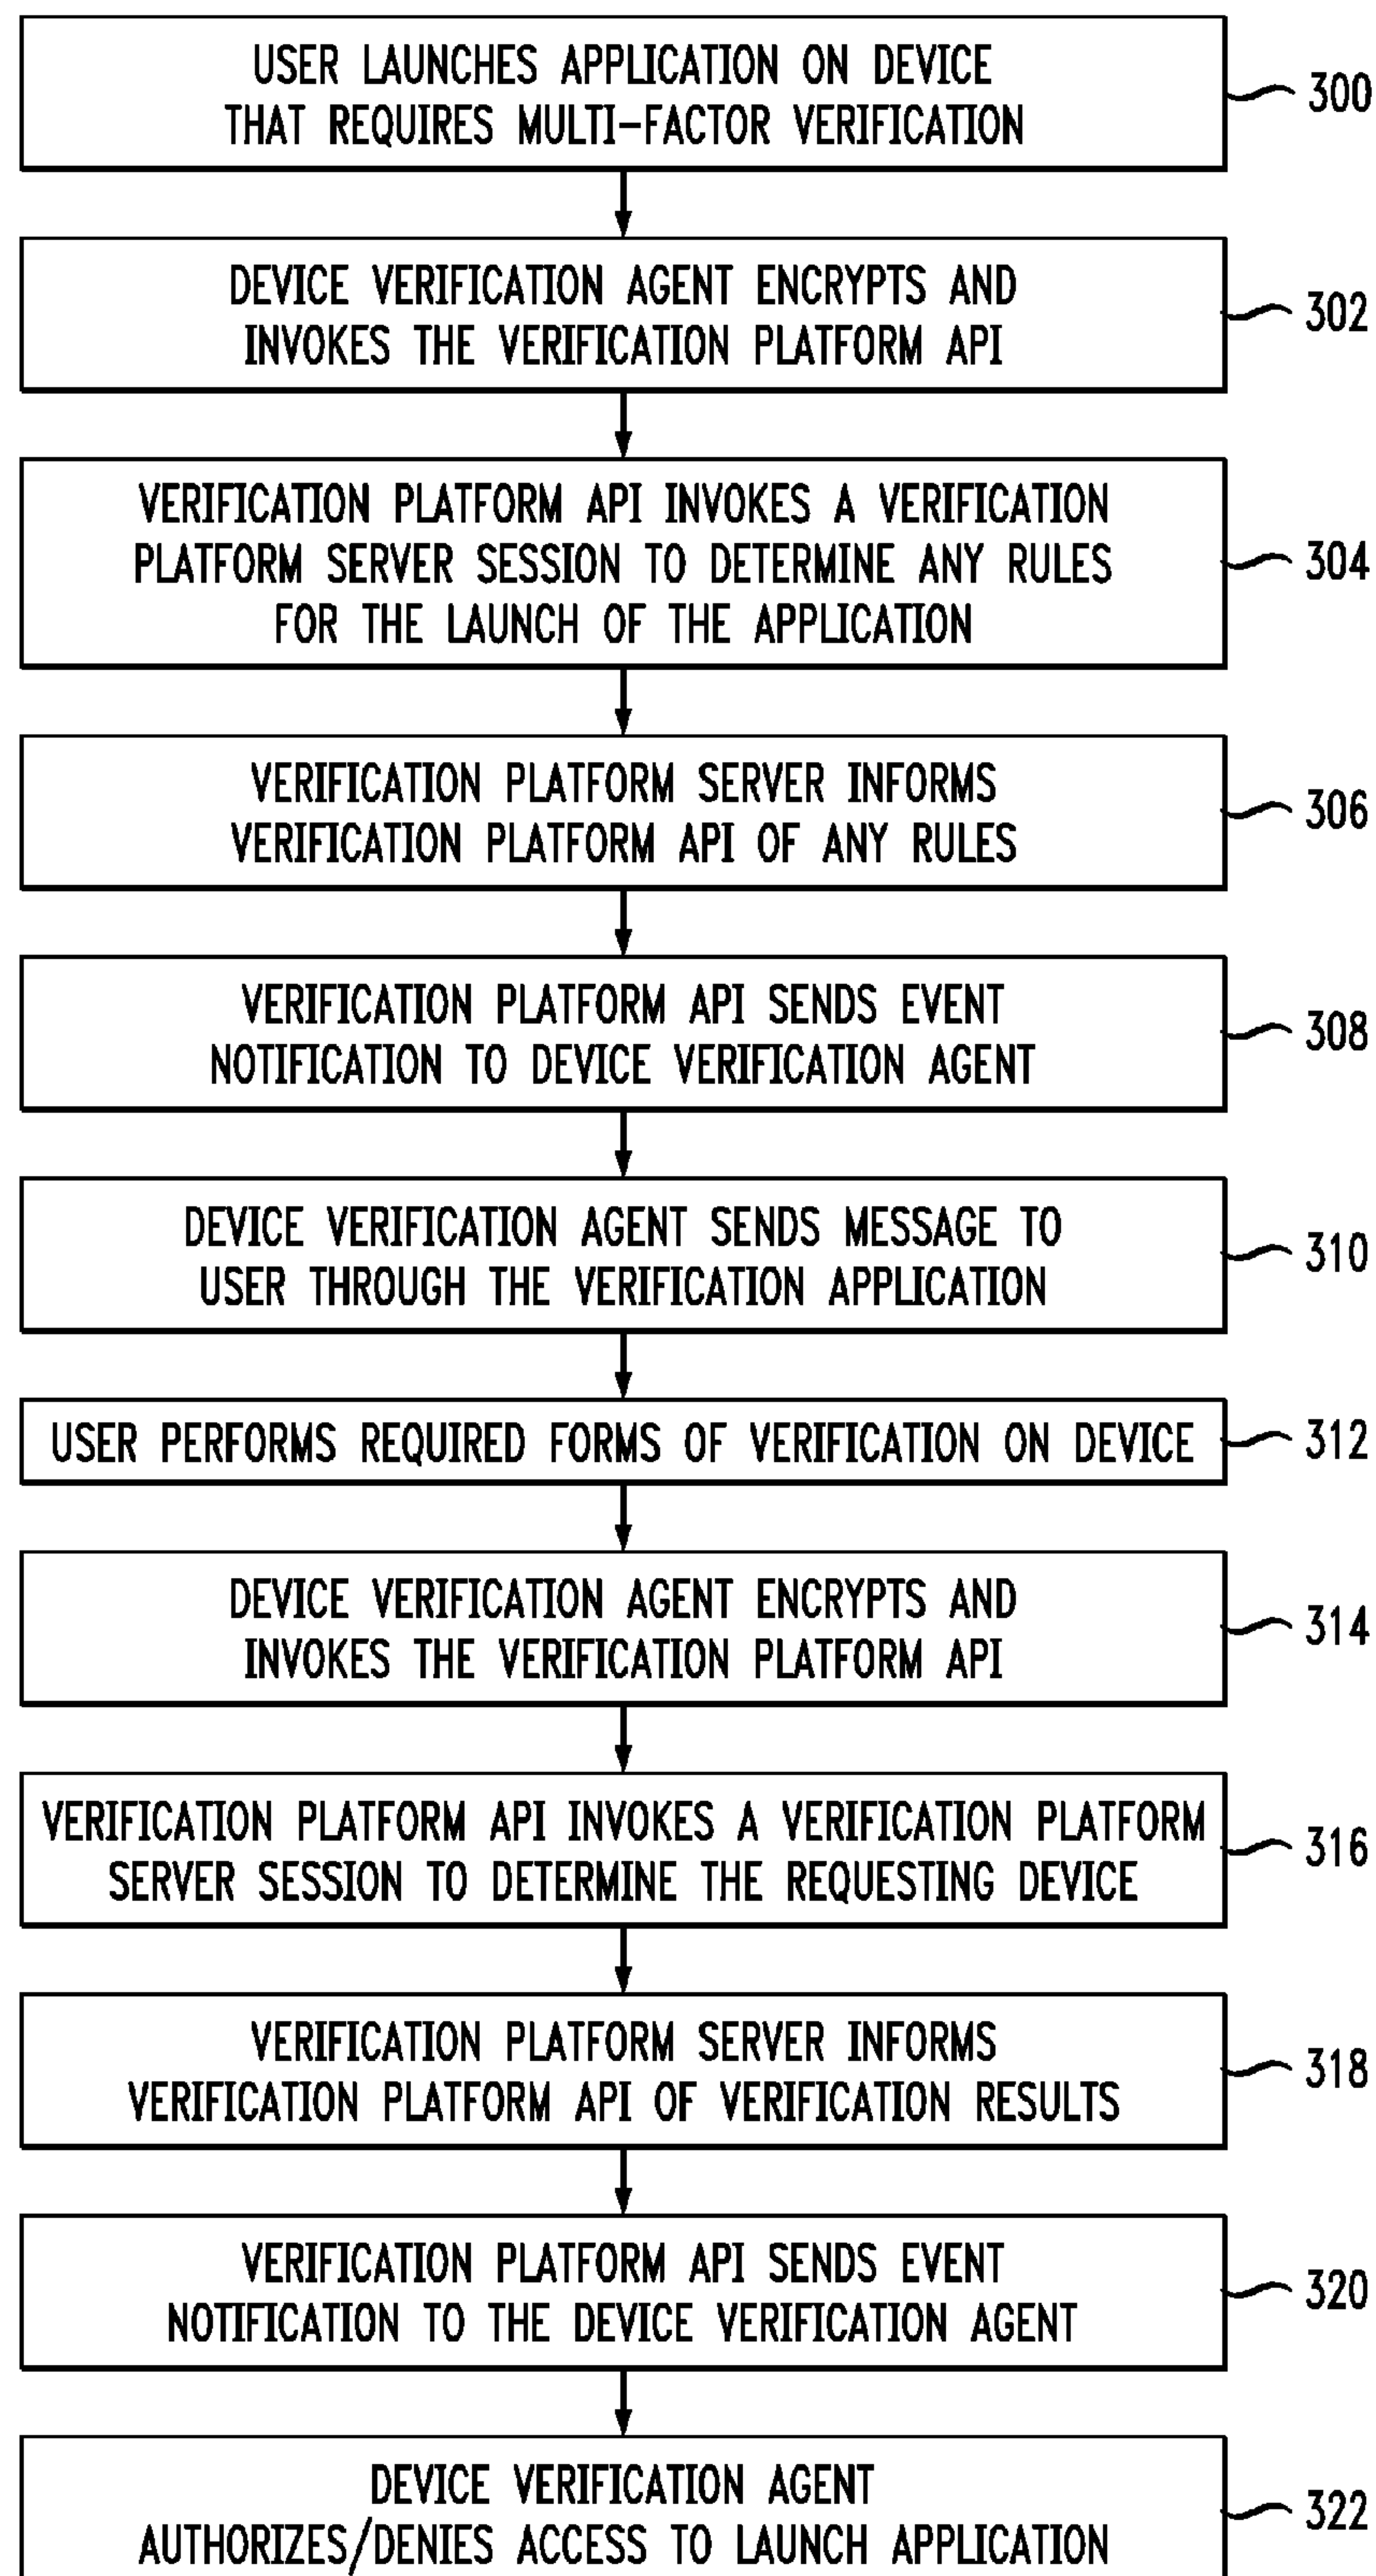 USER LAUNCHES APPLICATION ON DEVICE
THAT REQUIRES MULTI-FACTOR VERIFICATION
300
DEVICE VERIFICATION AGENT ENCRYPTS AND
INVOKES THE VERIFICATION PLATFORM API
302
VERIFICATION PLATFORM API INVOKES A VERIFICATION
PLATFORM SERVER SESSION TO DETERMINE ANY RULES
FOR THE LAUNCH OF THE APPLICATION
304
VERIFICATION PLATFORM SERVER INFORMS
VERIFICATION PLATFORM API OF ANY RULES
306
VERIFICATION PLATFORM API SENDS EVENT
NOTIFICATION TO DEVICE VERIFICATION AGENT
308
DEVICE VERIFICATION AGENT SENDS MESSAGE TO
USER THROUGH THE VERIFICATION APPLICATION
310
USER PERFORMS REQUIRED FORMS OF VERIFICATION ON DEVICE
312
DEVICE VERIFICATION AGENT ENCRYPTS AND
INVOKES THE VERIFICATION PLATFORM API
314
VERIFICATION PLATFORM API INVOKES A VERIFICATION PLATFORM
SERVER SESSION TO DETERMINE THE REQUESTING DEVICE
316
VERIFICATION PLATFORM SERVER INFORMS
VERIFICATION PLATFORM API OF VERIFICATION RESULTS
318
VERIFICATION PLATFORM API SENDS EVENT
NOTIFICATION TO THE DEVICE VERIFICATION AGENT
320
DEVICE VERIFICATION AGENT
AUTHORIZES/DENIES ACCESS TO LAUNCH APPLICATION
322